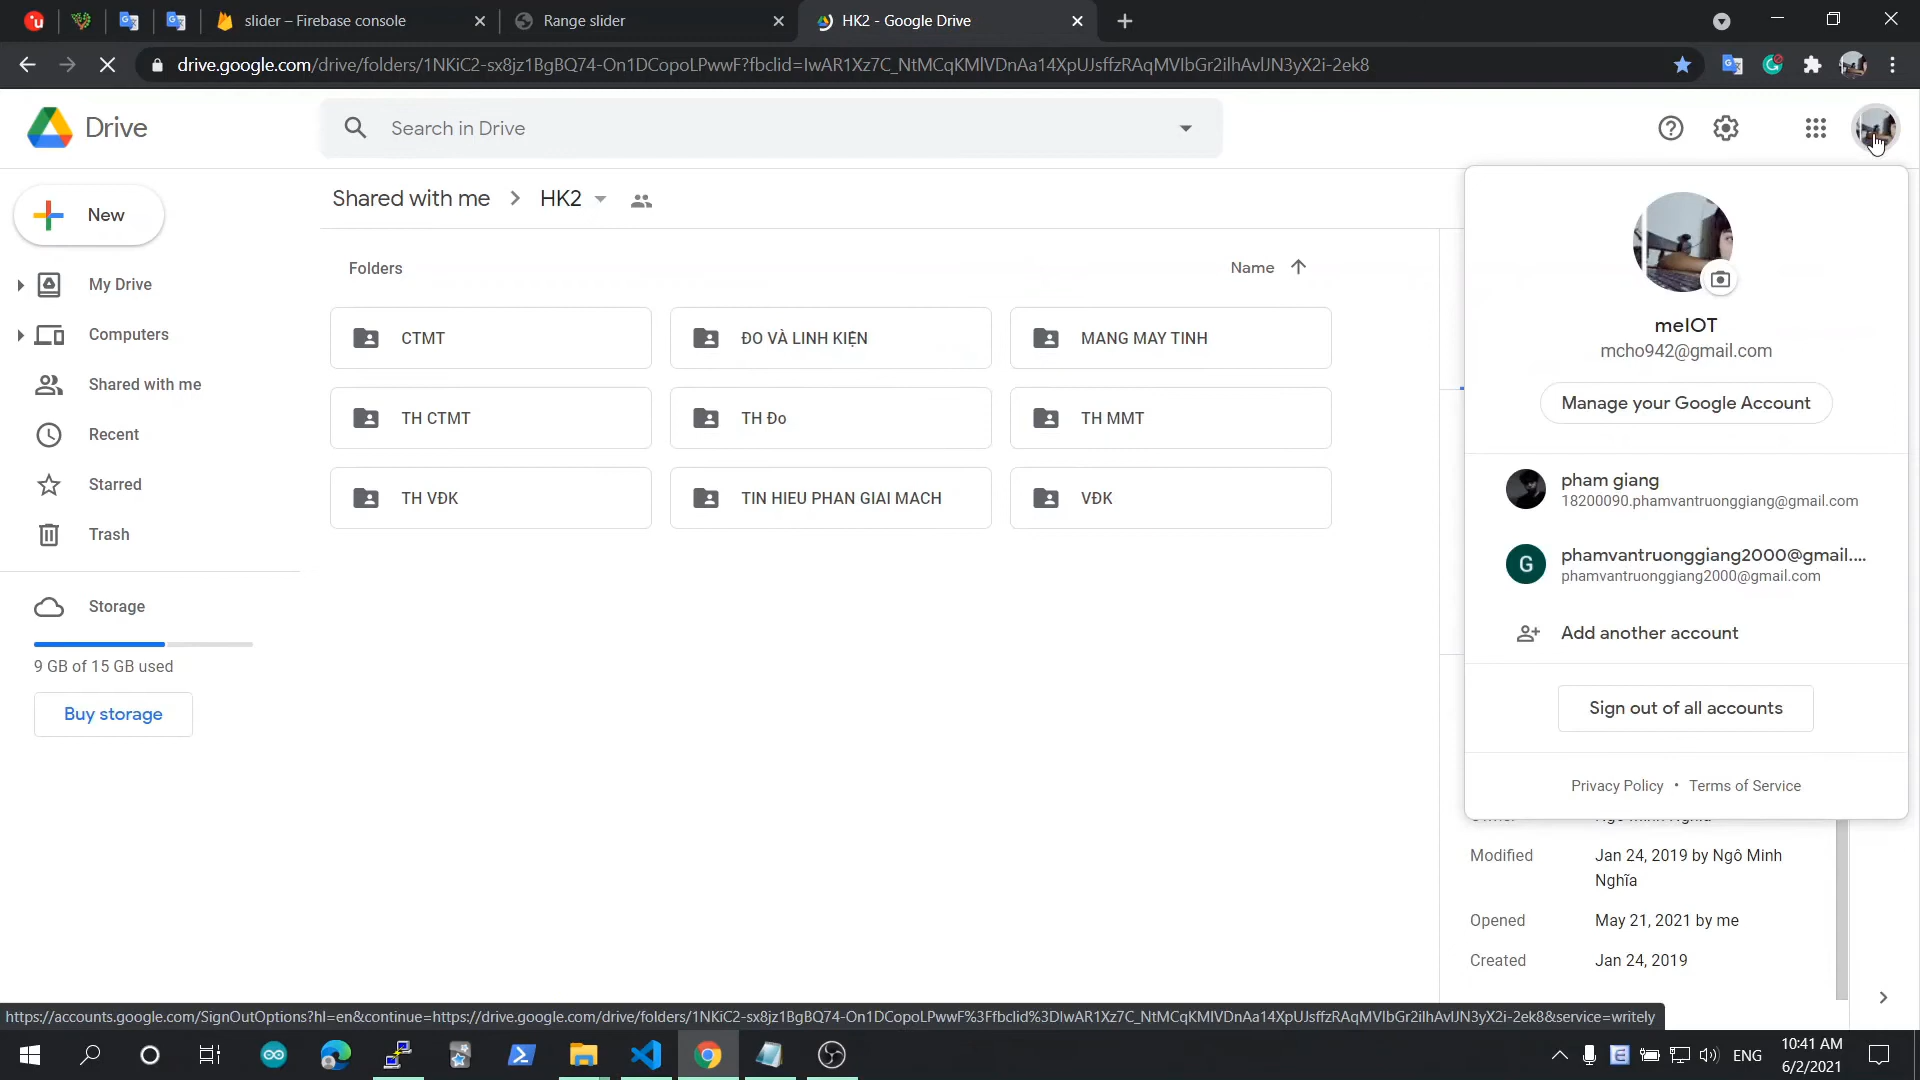 slider – Firebase console
Range slider
HK2 - Google Drive
drive.google.com/drive/folders/1NKiC2-sx8jz1BgBQ74-On1DCopoLPwwF?fbclid=IwAR1Xz7C_NtMCqKMlVDnAa14XpUJsffzRAqMVIbGr2ilhAvlJN3yX2i-2ek8
Drive
Search in Drive
New
Shared with me
HK2
My Drive
Computers
Shared with me
Recent
Starred
Trash
Storage
9 GB of 15 GB used
Buy storage
Folders
Name
CTMT
ĐO VÀ LINH KIỆN
MANG MAY TINH
TH CTMT
TH Đo
TH MMT
TH VĐK
TIN HIEU PHAN GIAI MACH
VĐK
meIOT
mcho942@gmail.com
Manage your Google Account
pham giang
18200090.phamvantruonggiang@gmail.com
G
phamvantruonggiang2000@gmail....
phamvantruonggiang2000@gmail.com
Add another account
Sign out of all accounts
Privacy Policy • Terms of Service
Modified
Jan 24, 2019 by Ngô Minh
Nghĩa
Opened
May 21, 2021 by me
Created
Jan 24, 2019
https://accounts.google.com/SignOutOptions?hl=en&continue=https://drive.google.com/drive/folders/1NKiC2-sx8jz1BgBQ74-On1DCopoLPwwF%3Ffbclid%3DIwAR1Xz7C_NtMCqKMlVDnAa14XpUJsffzRAqMVIbGr2ilhAvlJN3yX2i-2ek8&service=writely
ENG
10:41 AM
6/2/2021